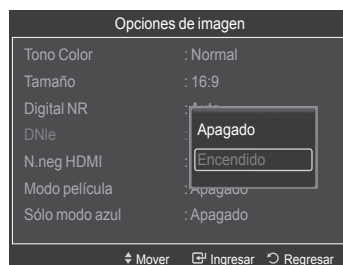 Opciones de imagen
Tono Color : Normal
Tamaño : 16:9
Digital NR :
DNIe :
Apagado
Encendido
N.neg HDMI :
Modo película : Apagado
Sólo modo azul : Apagado
Mover Ingresar Regresar